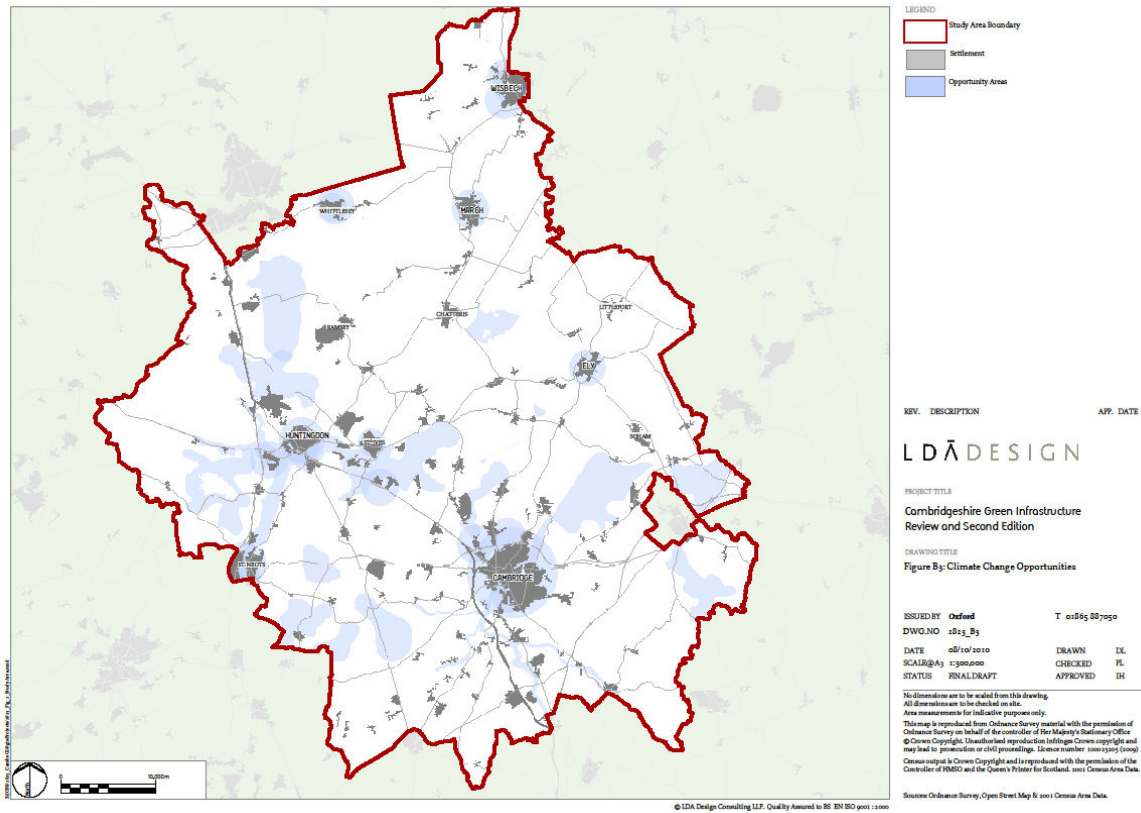 LEGEND
Study Area Boundary
Settlement
Opportunity Areas
WISBECH
WHITTLESEY
MARCH
CHATTERIS
LITTLEPORT
RAMSEY
ELY
HUNTINGDON
ST.IVES
SOHAM
ST.NEOTS
CAMBRIDGE
0
10,000m
© LDA Design Consulting LLP. Quality Assured to BS EN ISO 9001 : 2000
REV. DESCRIPTION APP. DATE
LDĀDESIGN
PROJECT TITLE
Cambridgeshire Green Infrastructure
Review and Second Edition
DRAWING TITLE
Figure B3: Climate Change Opportunities
ISSUED BY Oxford T 01865 887050
DWG.NO 2823_B3
DATE 08/10/2010 DRAWN DL
SCALE@A3 1:300,000 CHECKED PL
STATUS FINAL DRAFT APPROVED IH
No dimensions are to be scaled from this drawing.
All dimensions are to be checked on site.
Area measurements for indicative purposes only.
This map is reproduced from Ordnance Survey material with the permission of
Ordnance Survey on behalf of the controller of Her Majesty's Stationary Office
© Crown Copyright. Unauthorised reproduction infringes Crown copyright and
may lead to prosecution or civil proceedings. Licence number 100023205 (2009)
Census output is Crown Copyright and is reproduced with the permission of the
Controller of HMSO and the Queen's Printer for Scotland. 2001 Census Area Data.
Sources: Ordnance Survey, Open Street Map & 2001 Census Area Data.